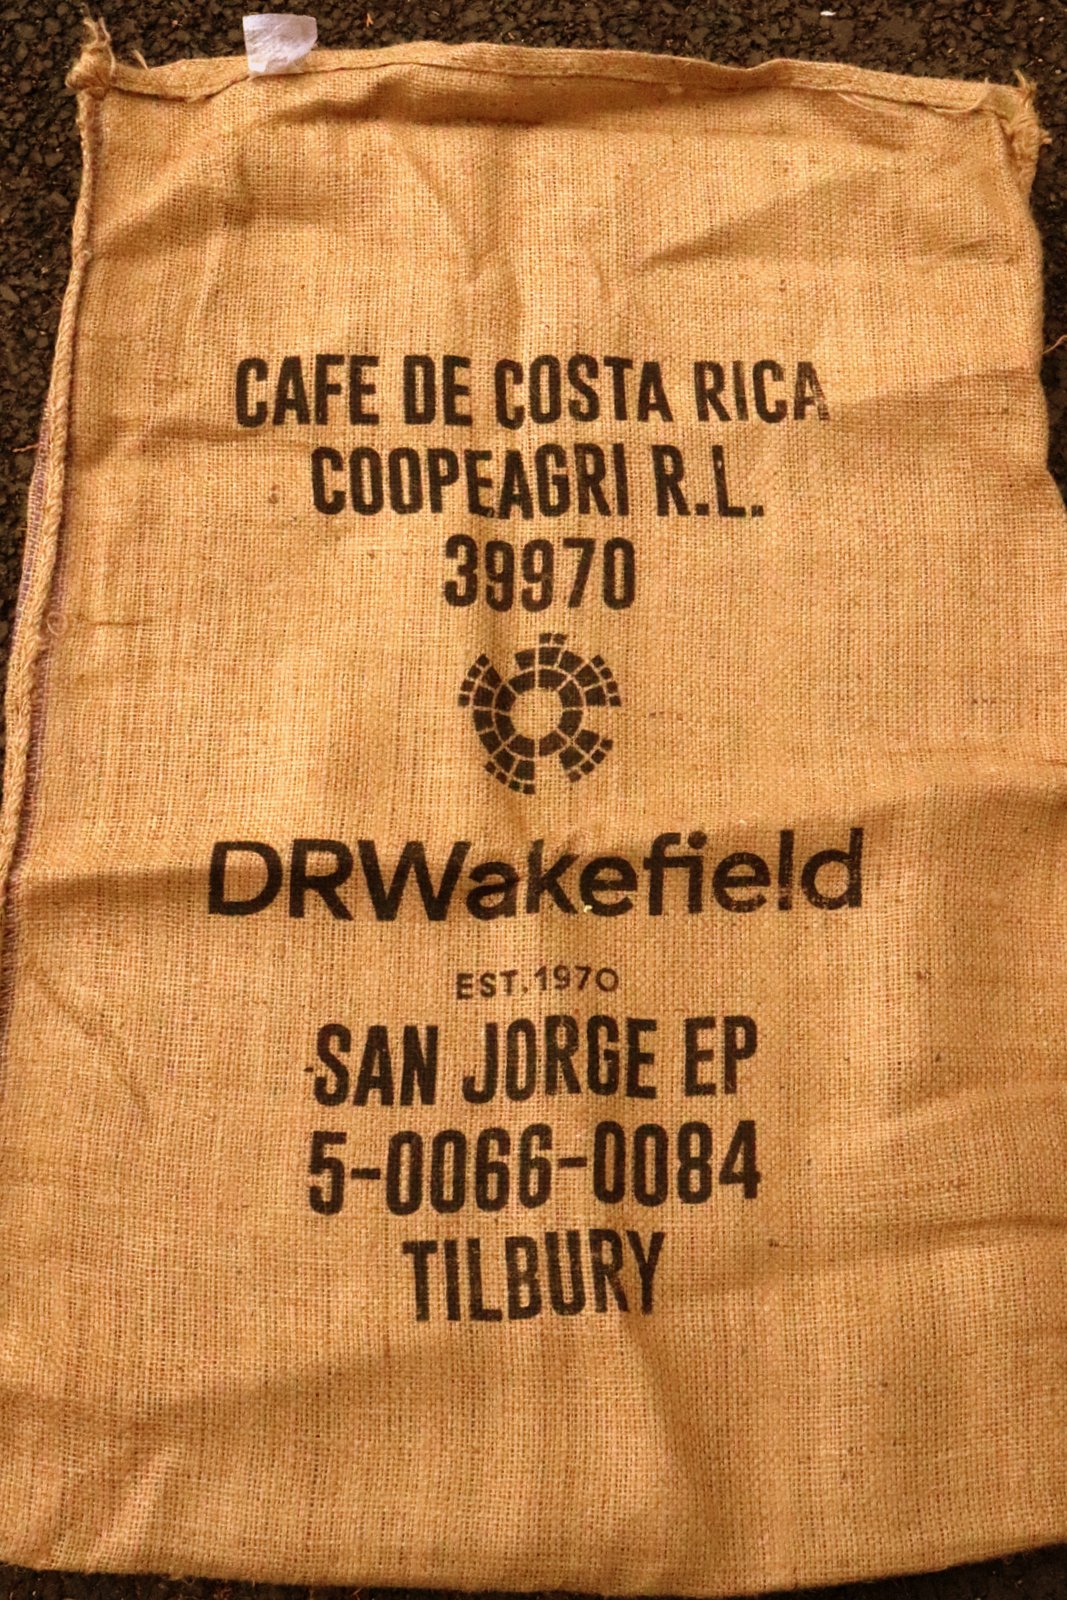 CAFE DE COSTA RICA
COOPEAGRI R.L.
39970
DRWakefield
EST.1970
SAN JORGE EP
5-0066-0084
TILBURY